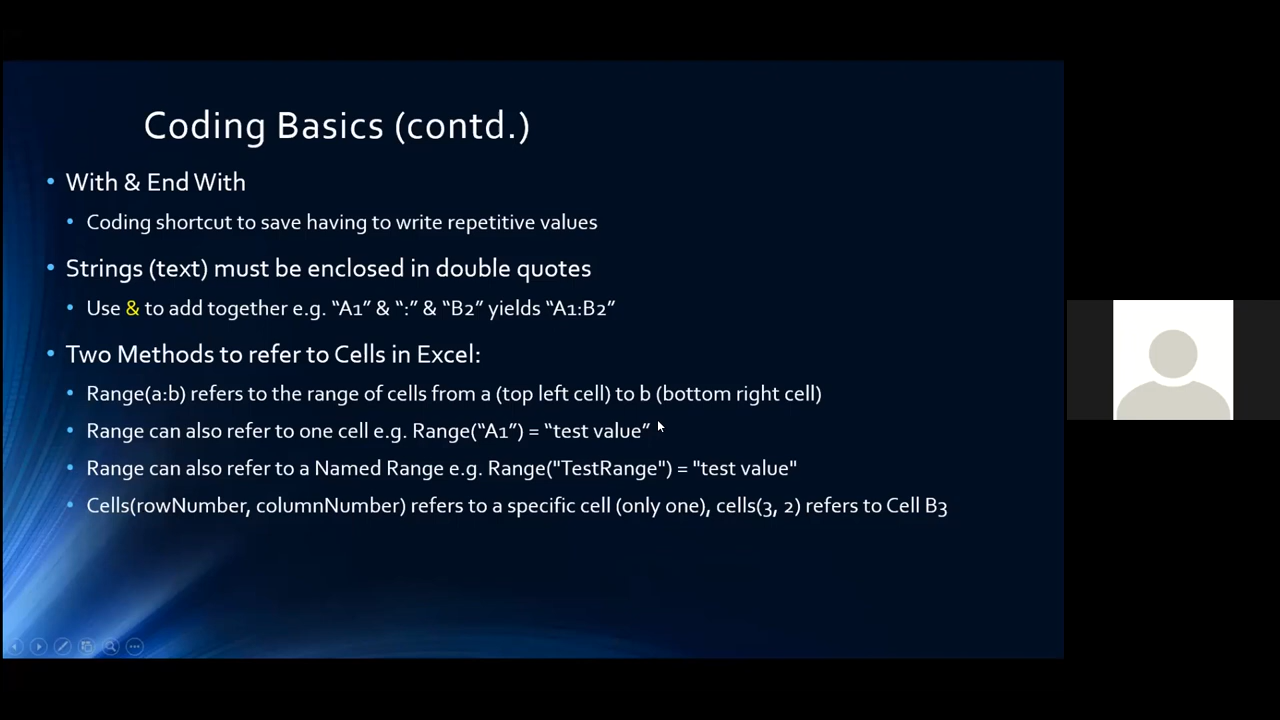 Coding Basics (contd.)
With & End With
Coding shortcut to save having to write repetitive values
Strings (text) must be enclosed in double quotes
Use & to add together e.g. “A1” & “:” & “B2” yields “A1:B2”
Two Methods to refer to Cells in Excel:
Range(a:b) refers to the range of cells from a (top left cell) to b (bottom right cell)
Range can also refer to one cell e.g. Range(“A1”) = “test value”
Range can also refer to a Named Range e.g. Range("TestRange") = "test value"
Cells(rowNumber, columnNumber) refers to a specific cell (only one), cells(3, 2) refers to Cell B3